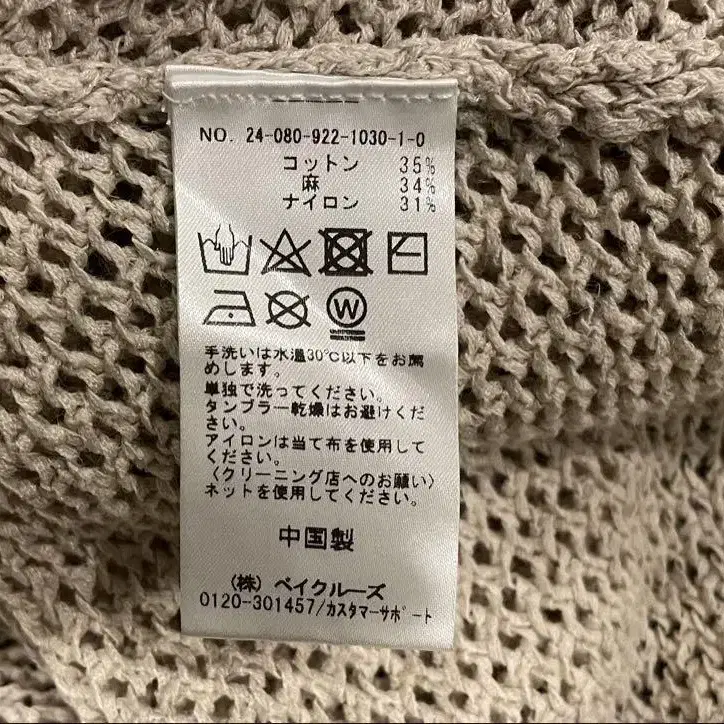 NO. 24-080-922-1030-1-0
コットン 35%
麻 34%
ナイロン 31%
W
手洗いは水温30℃以下をお薦
めします。
単独で洗ってください。
タンブラー乾燥はお避けくだ
さい。
アイロンは当て布を使用して
ください。
〈クリーニング店へのお願い〉
ネットを使用してください。
中国製
(株) ベイクルーズ
0120-301457/カスタマーサポート